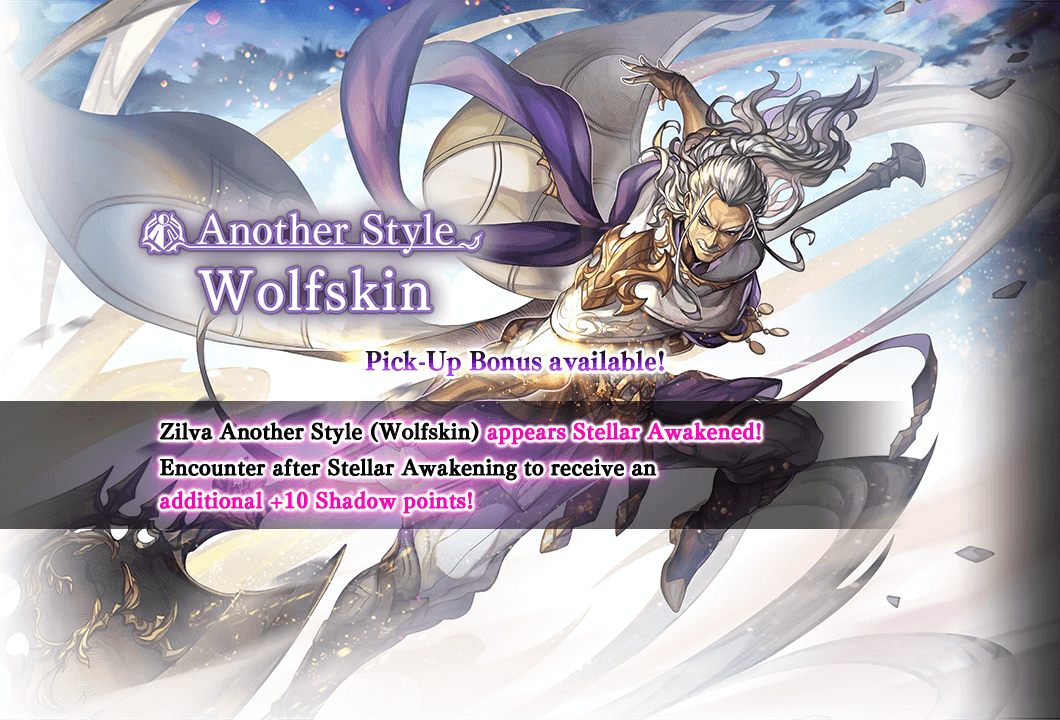 Another Style
Wolfskin
Pick-Up Bonus available!
Zilva Another Style (Wolfskin) appears Stellar Awakened!
Encounter after Stellar Awakening to receive an
additional +10 Shadow points!